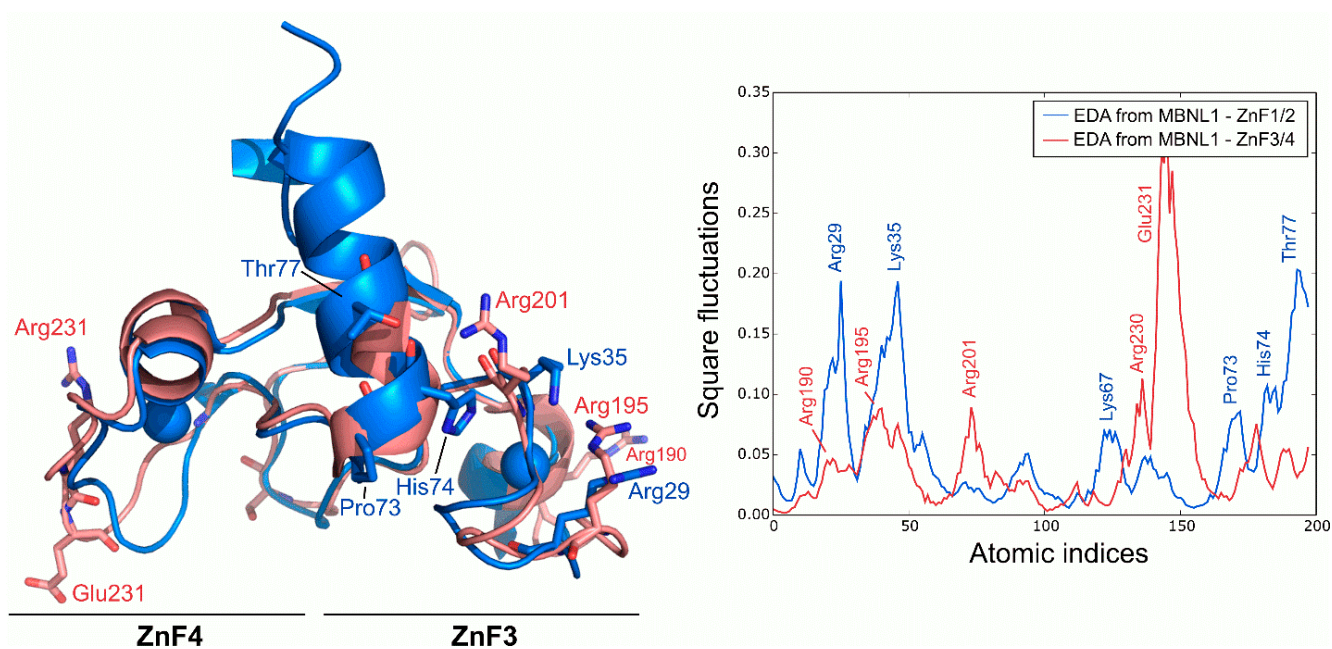 Thr77
Arg201
Arg231
Lys35
Arg195
Arg190
His74
Arg29
Pro73
Glu231
ZnF4
ZnF3
EDA from MBNL1 - ZnF1/2
EDA from MBNL1 - ZnF3/4
Square fluctuations
0.35
0.30
0.25
0.20
0.15
0.10
0.05
0.00
Arg190
Arg29
Arg195
Lys35
Arg201
Lys67
Arg230
Glu231
Pro73
His74
Thr77
0
50
100
150
200
Atomic indices